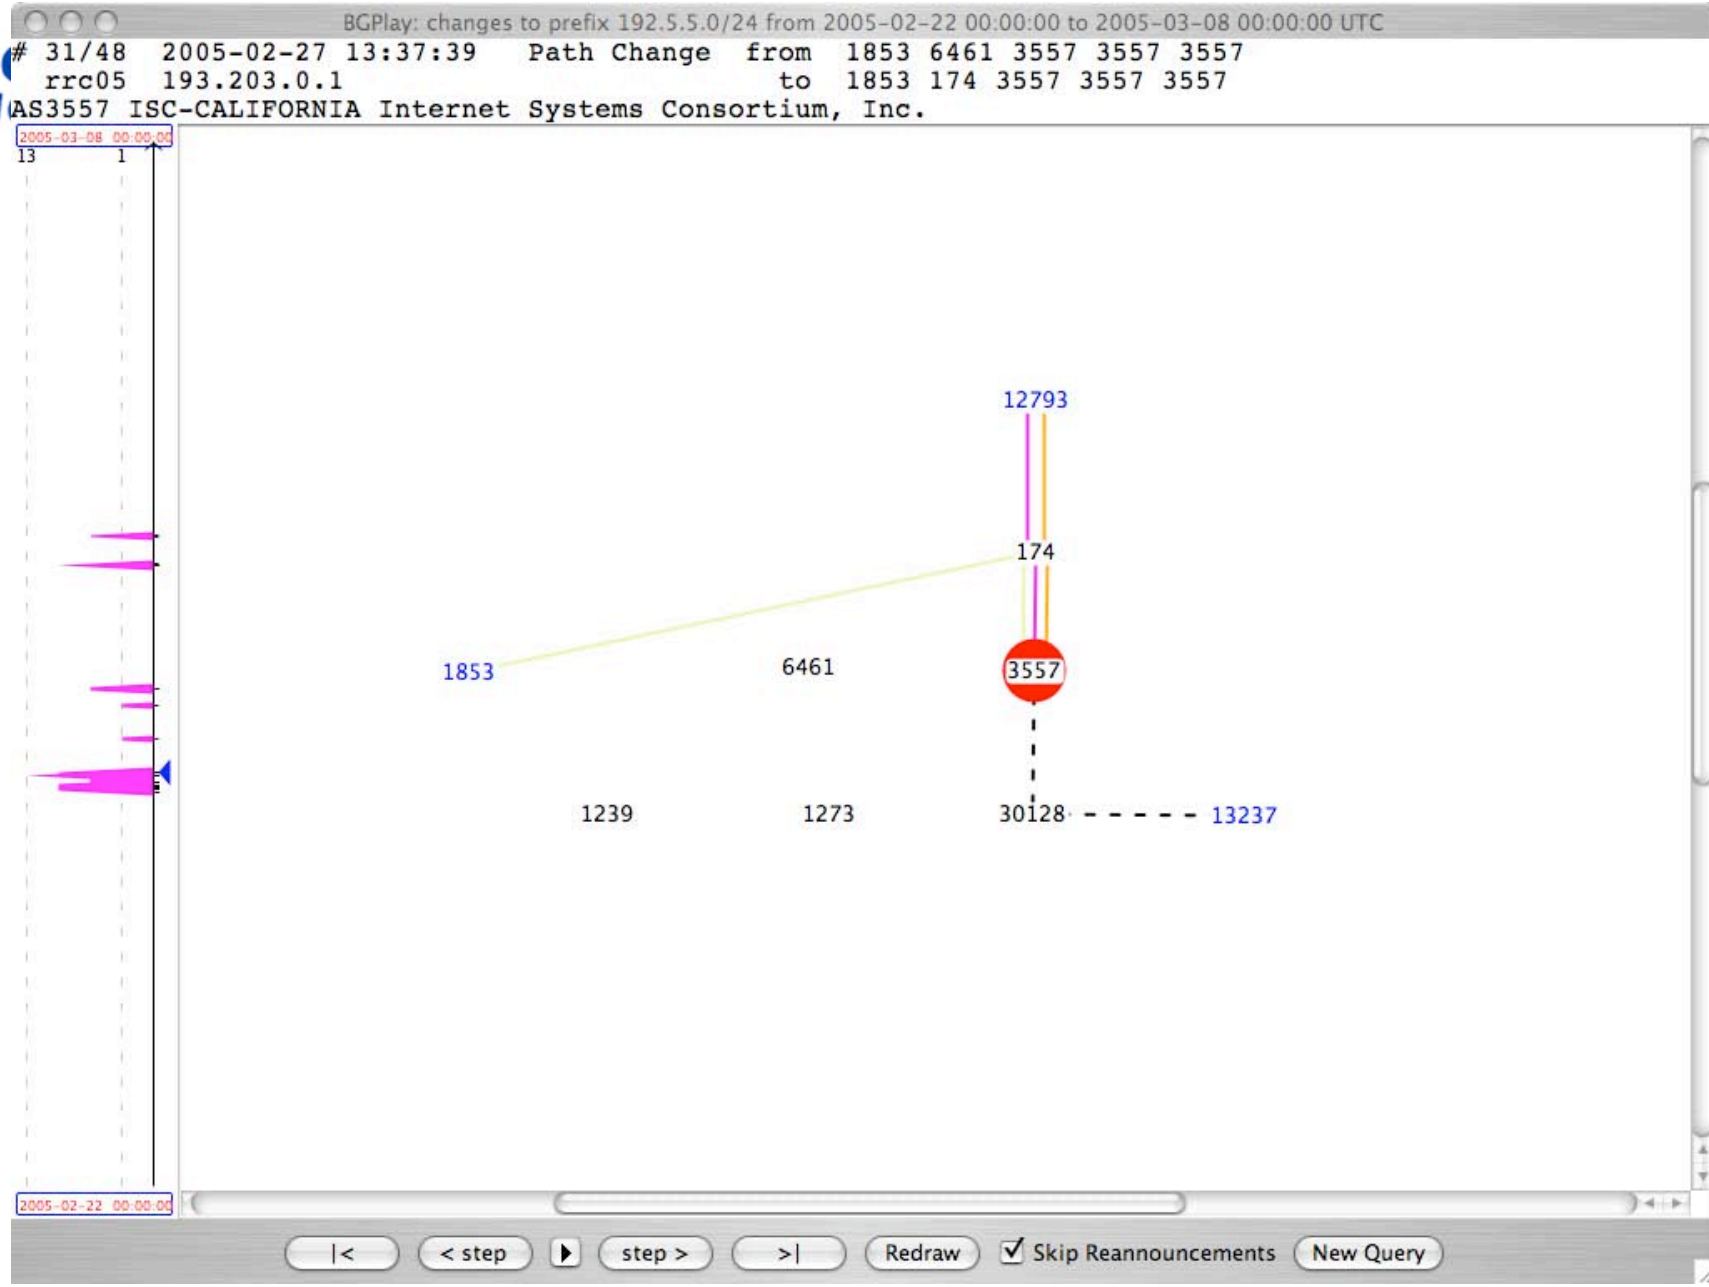 BGPlay: changes to prefix 192.5.5.0/24 from 2005-02-22 00:00:00 to 2005-03-08 00:00:00 UTC
# 31/48 2005-02-27 13:37:39 Path Change from 1853 6461 3557 3557 3557
rrc05 193.203.0.1 to 1853 174 3557 3557 3557
AS3557 ISC-CALIFORNIA Internet Systems Consortium, Inc.
2005-03-08 00:00:00
13 1
12793
174
1853 6461 3557
1239 1273 30128 13237
2005-02-22 00:00:00
|< < step step > >| Redraw Skip Reannouncements New Query